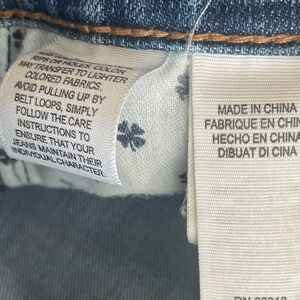 RIPS OR HOLES. COLOR
MAY TRANSFER TO LIGHTER
COLORED FABRICS.
AVOID PULLING UP BY
BELT LOOPS, SIMPLY
FOLLOW THE CARE
INSTRUCTIONS TO
ENSURE THAT YOUR
JEANS MAINTAIN THEIR
INDIVIDUAL CHARACTER.
MADE IN CHINA
FABRIQUE EN CHIN
HECHO EN CHINA
DIBUAT DI CINA